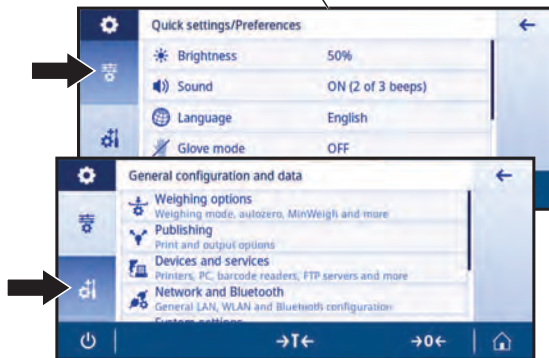 Quick settings/Preferences
Brightness 50%
Sound ON (2 of 3 beeps)
Language English
Glove mode OFF
General configuration and data
Weighing options
Weighing mode, autozero, MinWeigh and more
Publishing
Print and output options
Devices and services
Printers, PC, barcode readers, FTP servers and more
Network and Bluetooth
General LAN, WLAN and Bluetooth configuration
System settings
→T← →0←